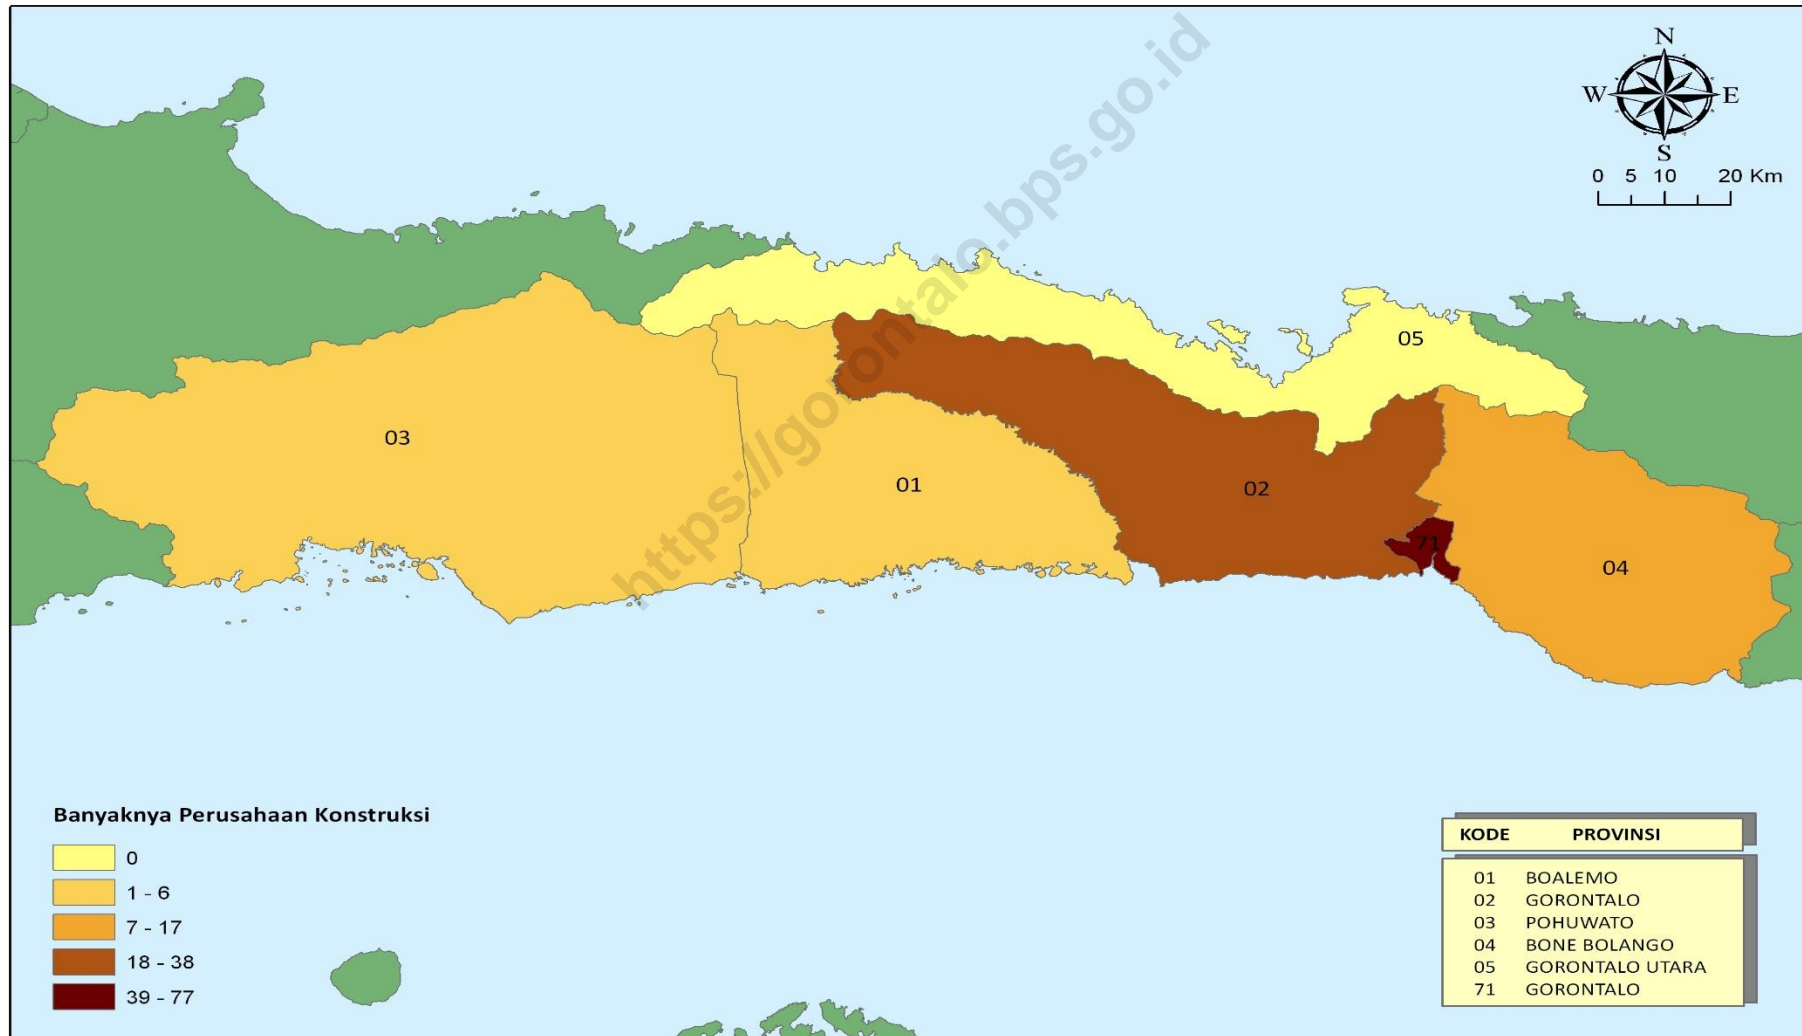 https://gorontalo.bps.go.id
N
W E
S
0 5 10 20 Km
05
03
01
02
71
04
Banyaknya Perusahaan Konstruksi
0
1 - 6
7 - 17
18 - 38
39 - 77
KODE PROVINSI
01 BOALEMO
02 GORONTALO
03 POHUWATO
04 BONE BOLANGO
05 GORONTALO UTARA
71 GORONTALO